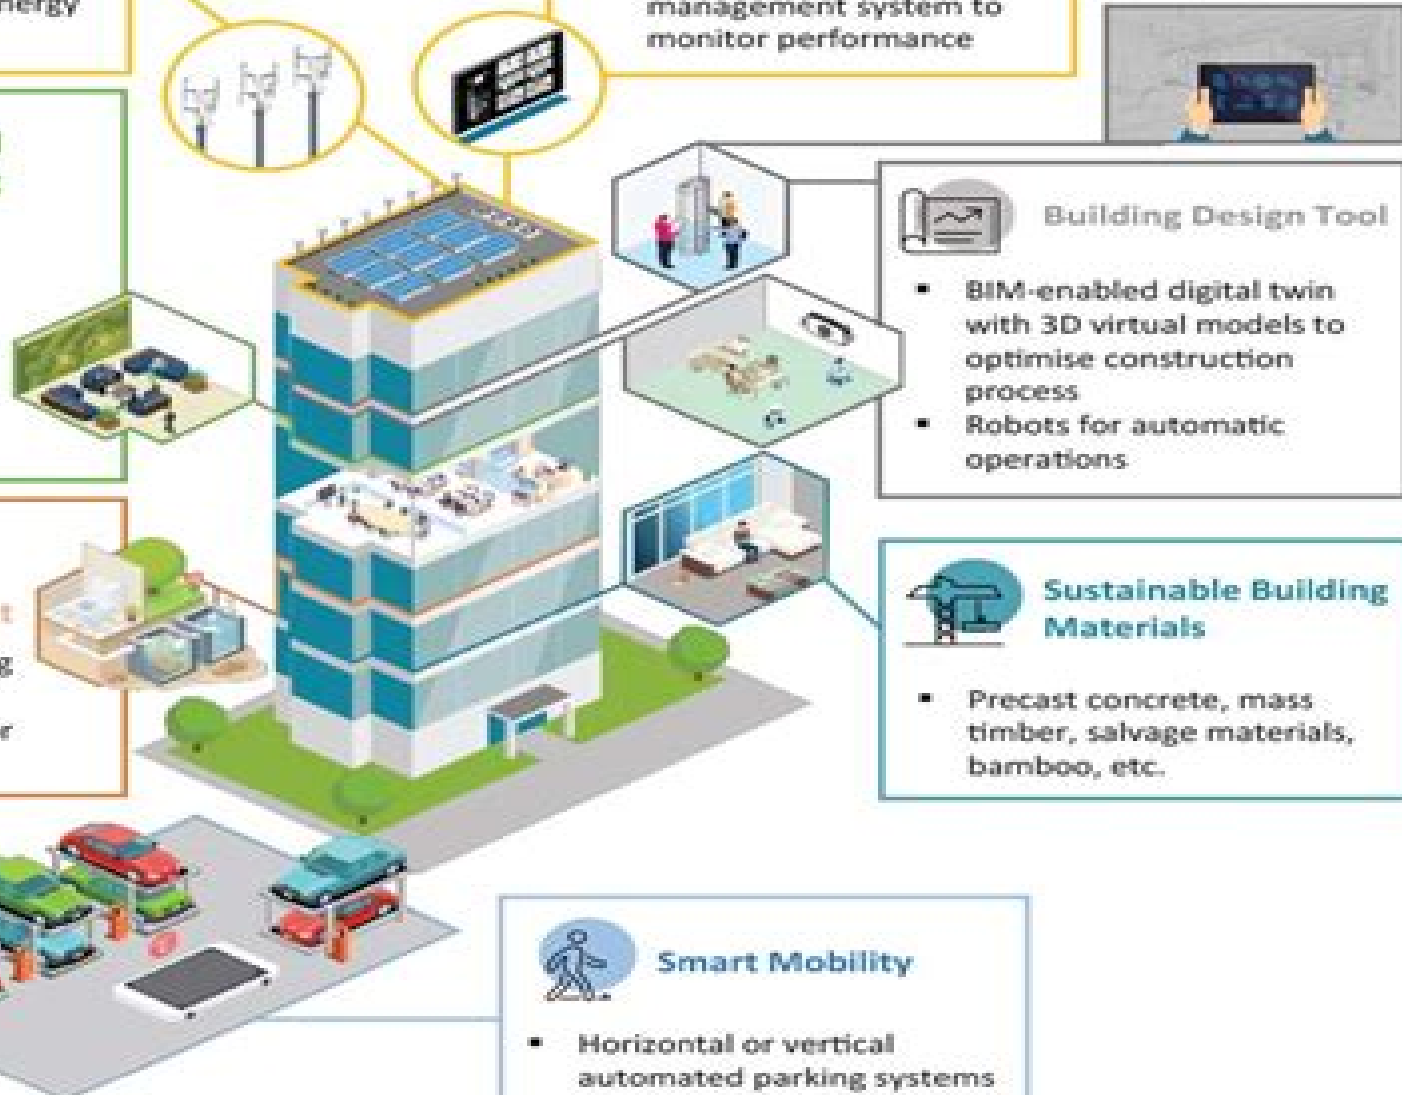 energy
management system to
monitor performance
Building Design Tool
▪ BIM-enabled digital twin
with 3D virtual models to
optimise construction
process
▪ Robots for automatic
operations
t
g
r
Sustainable Building
Materials
▪ Precast concrete, mass
timber, salvage materials,
bamboo, etc.
Smart Mobility
▪ Horizontal or vertical
automated parking systems